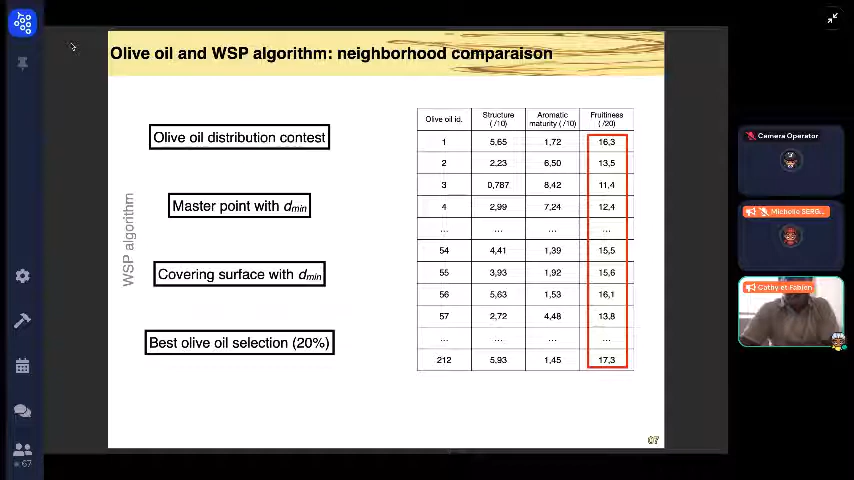 Olive oil and WSP algorithm: neighborhood comparaison
Olive oil distribution contest
Master point with dmin
Covering surface with dmin
Best olive oil selection (20%)
WSP algorithm
Olive oil id. Structure (/10) Aromatic maturity (/10) Fruitiness (/20)
1 5,65 1,72 16,3
2 2,23 6,50 13,5
3 0,787 8,42 11,4
4 2,99 7,24 12,4
... ... ... ...
54 4,41 1,39 15,5
55 3,93 1,92 15,6
56 5,63 1,53 16,1
57 2,72 4,48 13,8
... ... ... ...
212 5,93 1,45 17,3
07
Camera Operator
Michelle SERG...
Cathy et Fabien
67